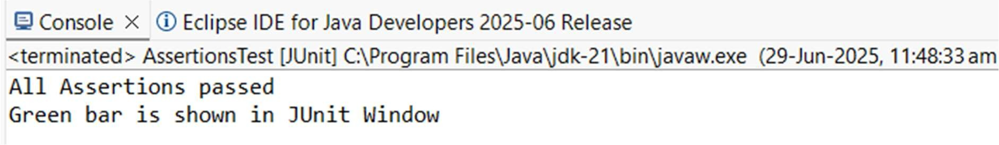 Console Eclipse IDE for Java Developers 2025-06 Release
<terminated> AssertionsTest [JUnit] C:\Program Files\Java\jdk-21\bin\javaw.exe (29-Jun-2025, 11:48:33 am
All Assertions passed
Green bar is shown in JUnit Window